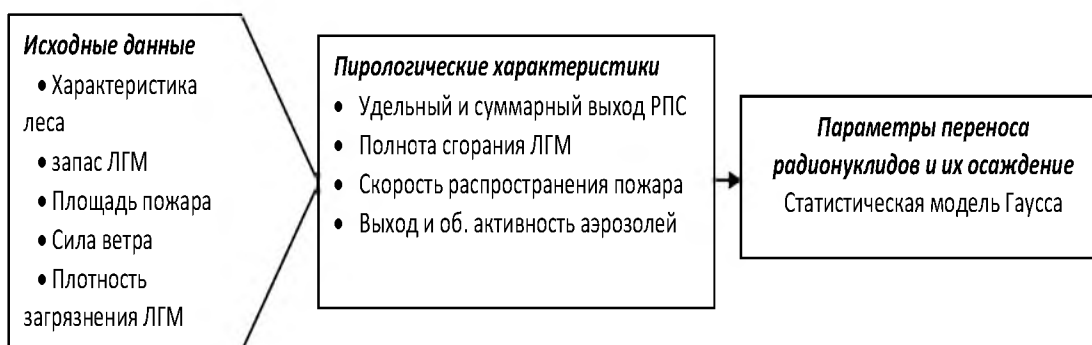 Исходные данные
• Характеристика
леса
• запас ЛГМ
• Площадь пожара
• Сила ветра
• Плотность
загрязнения ЛГМ
Пирологические характеристики
• Удельный и суммарный выход РПС
• Полнота сгорания ЛГМ
• Скорость распространения пожара
• Выход и об. активность аэрозолей
Параметры переноса
радионуклидов и их осаждение
Статистическая модель Гаусса